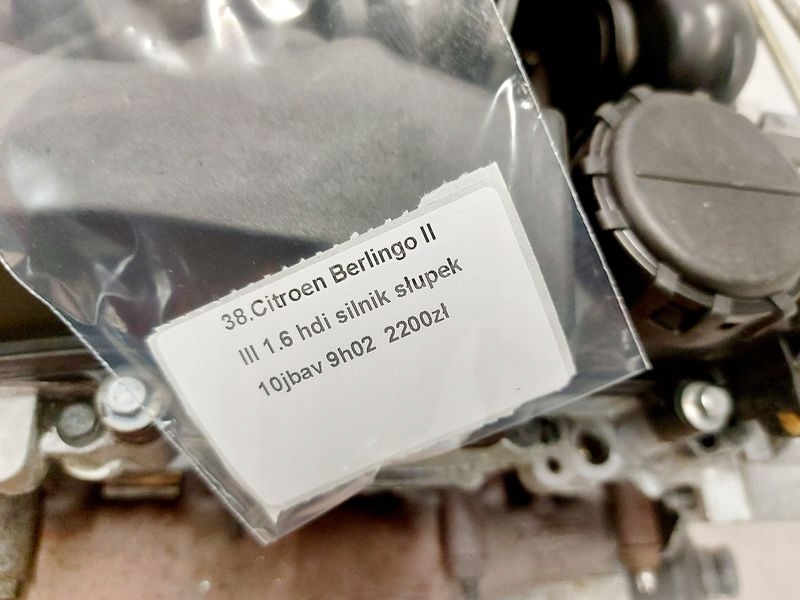 38.Citroen Berlingo II
III 1.6 hdi silnik słupek
10jbav 9h02 2200zł